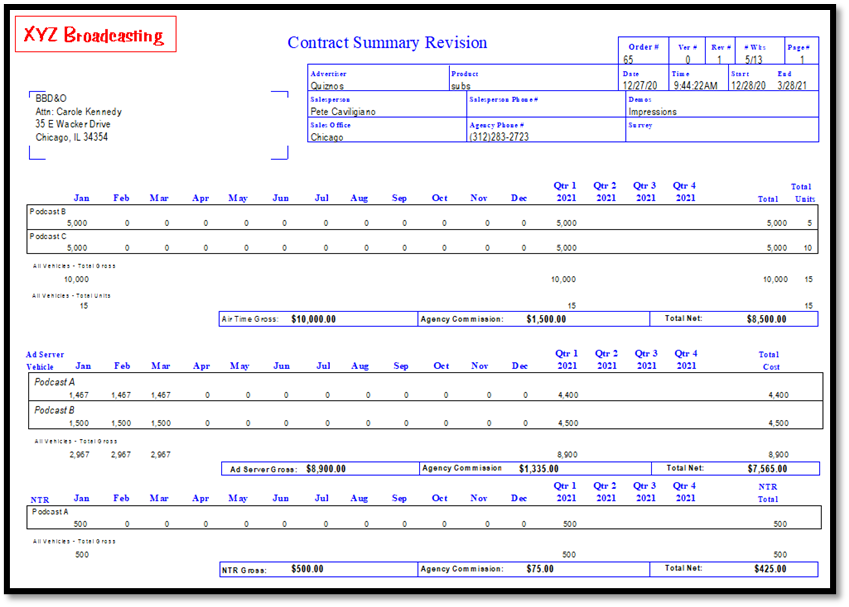 XYZ Broadcasting
Contract Summary Revision
Order # Ver # Rev # # Wks Page#
65 0 1 5/13 1
Advertiser Product Date Time Start End
Quiznos subs 12/27/20 9:44:22AM 12/28/20 3/28/21
BBD&O
Attn: Carole Kennedy
35 E Wacker Drive
Chicago, IL 34354
Salesperson Salesperson Phone# Demos
Pete Caviligiano Impressions
Sales Office Agency Phone # Survey
Chicago (312)283-2723
Qtr 1 Qtr 2 Qtr 3 Qtr 4 Total
Jan Feb Mar Apr May Jun Jul Aug Sep Oct Nov Dec 2021 2021 2021 2021 Total Units
Podcast B
5,000 0 0 0 0 0 0 0 0 0 0 0 5,000 5,000 5
Podcast C
5,000 0 0 0 0 0 0 0 0 0 0 0 5,000 5,000 10
All Vehicles - Total Gross
10,000 10,000 10,000 15
All Vehicles - Total Units
15 15 15
Air Time Gross: $10,000.00 Agency Commission: $1,500.00 Total Net: $8,500.00
Ad Server Qtr 1 Qtr 2 Qtr 3 Qtr 4 Total
Vehicle Jan Feb Mar Apr May Jun Jul Aug Sep Oct Nov Dec 2021 2021 2021 2021 Cost
Podcast A
1,467 1,467 1,467 0 0 0 0 0 0 0 0 0 4,400 4,400
Podcast B
1,500 1,500 1,500 0 0 0 0 0 0 0 0 0 4,500 4,500
All Vehicles - Total Gross
2,967 2,967 2,967 8,900 8,900
Ad Server Gross: $8,900.00 Agency Commission $1,335.00 Total Net: $7,565.00
Qtr 1 Qtr 2 Qtr 3 Qtr 4 NTR
NTR Jan Feb Mar Apr May Jun Jul Aug Sep Oct Nov Dec 2021 2021 2021 2021 Total
Podcast A
500 0 0 0 0 0 0 0 0 0 0 0 500 500
All Vehicles - Total Gross
500 500 500
NTR Gross: $500.00 Agency Commission: $75.00 Total Net: $425.00